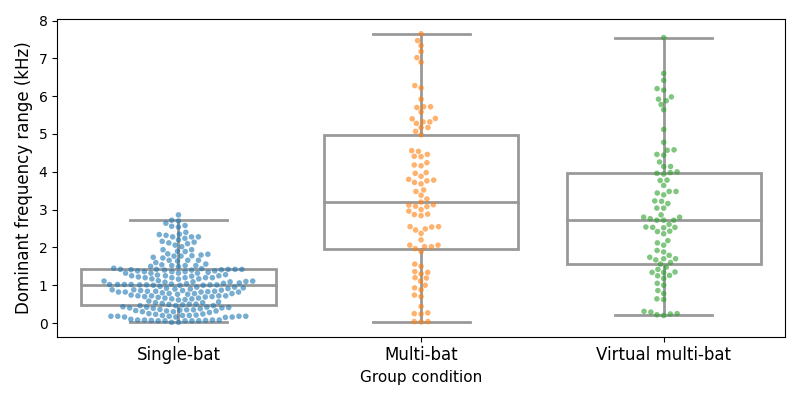 Dominant frequency range (kHz)
8
7
6
5
4
3
2
1
0
Single-bat
Multi-bat
Virtual multi-bat
Group condition